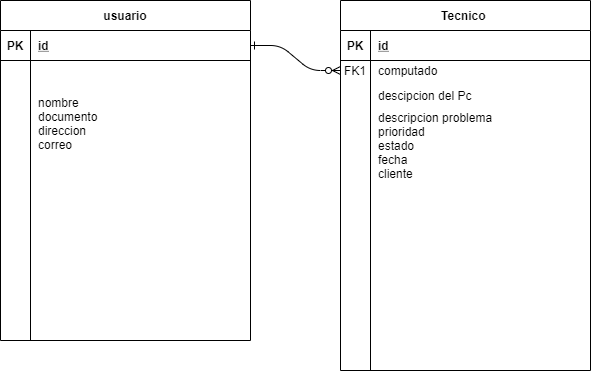 usuario
PK id
nombre
documento
direccion
correo
Tecnico
PK id
FK1 computado
descipcion del Pc
descripcion problema
prioridad
estado
fecha
cliente